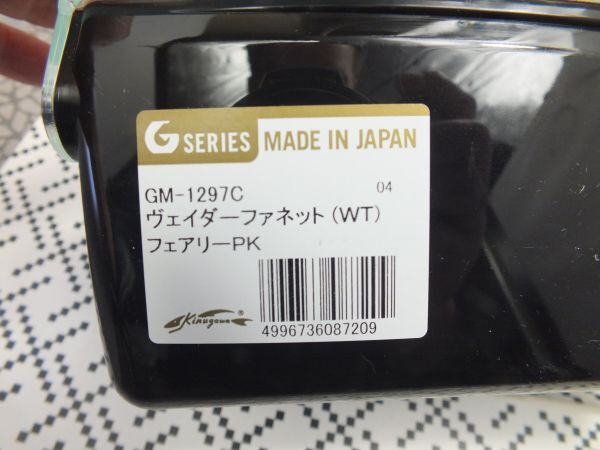 G SERIES MADE IN JAPAN
GM-1297C 04
ヴェイダーファネット(WT)
フェアリーPK
Kinugawa ®
4996736087209